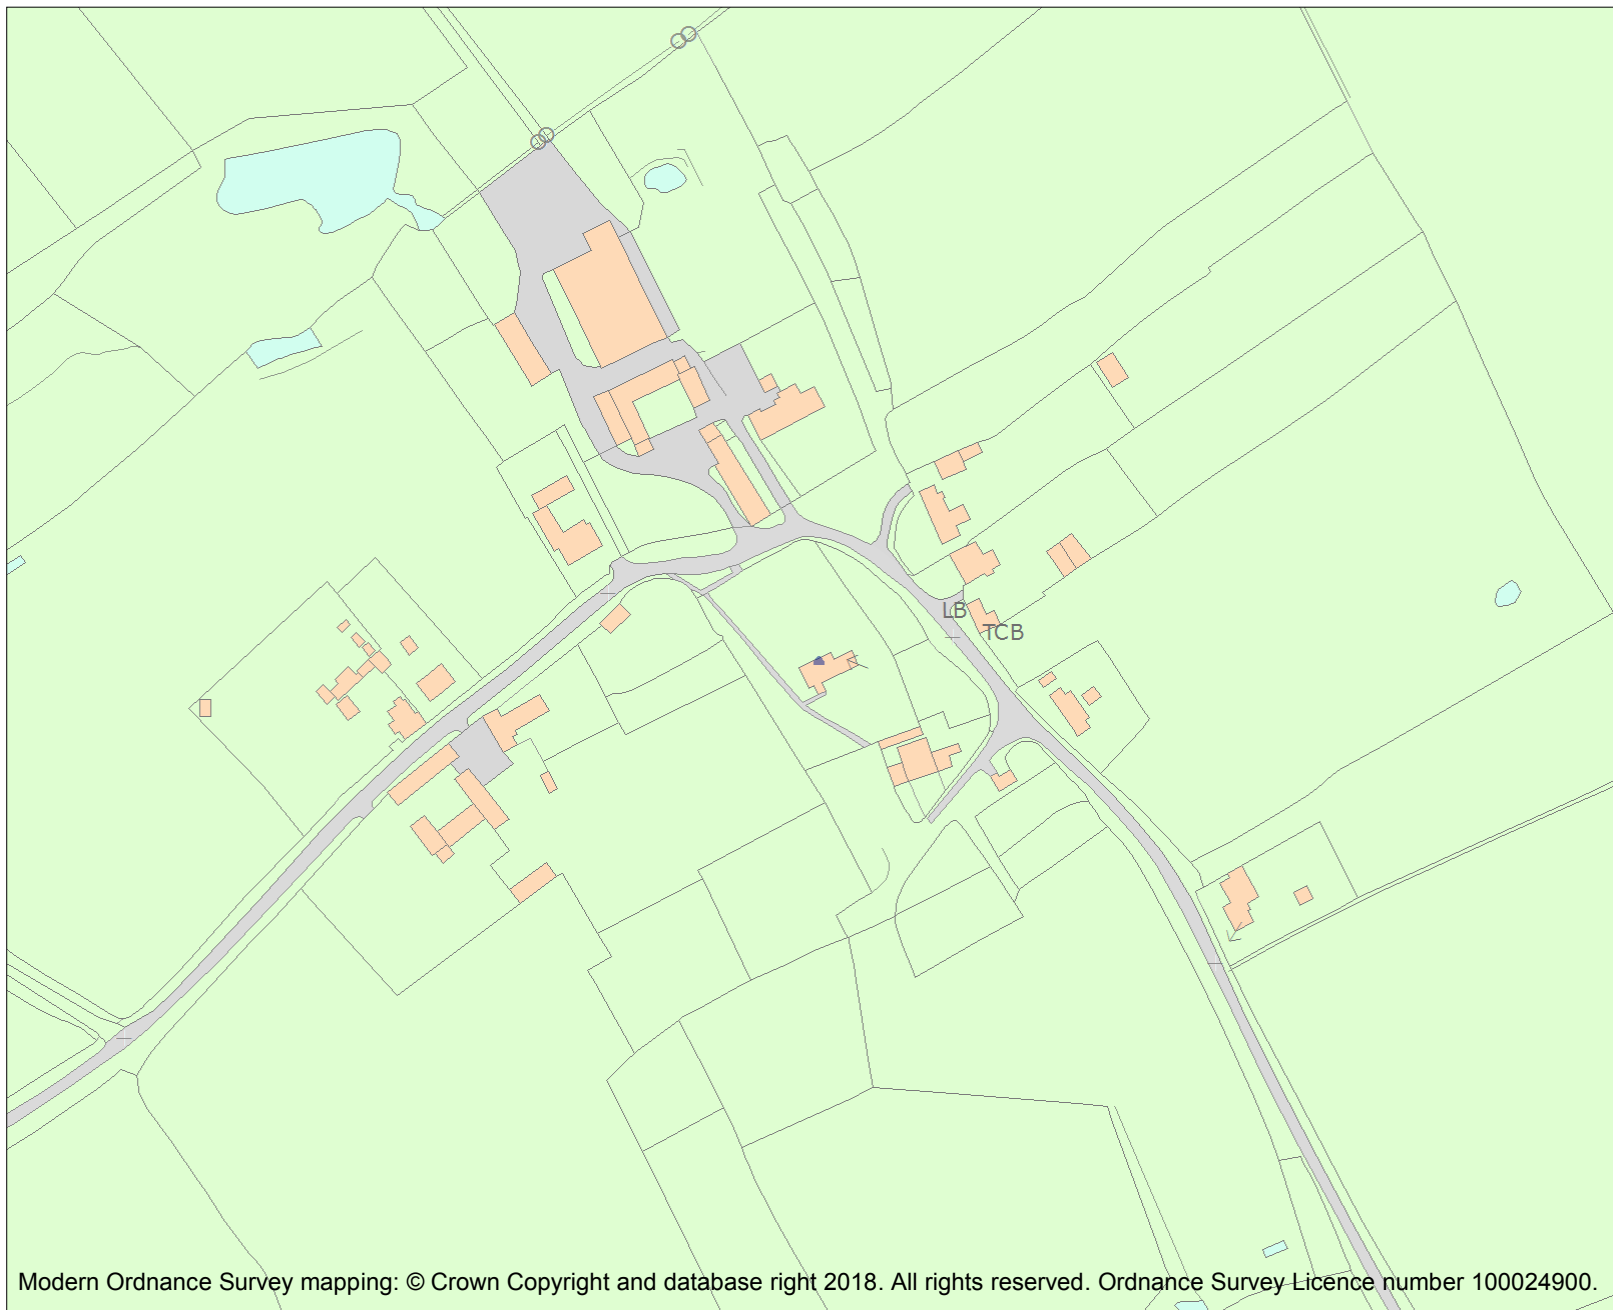 LB
TCB
Modern Ordnance Survey mapping: © Crown Copyright and database right 2018. All rights reserved. Ordnance Survey Licence number 100024900.